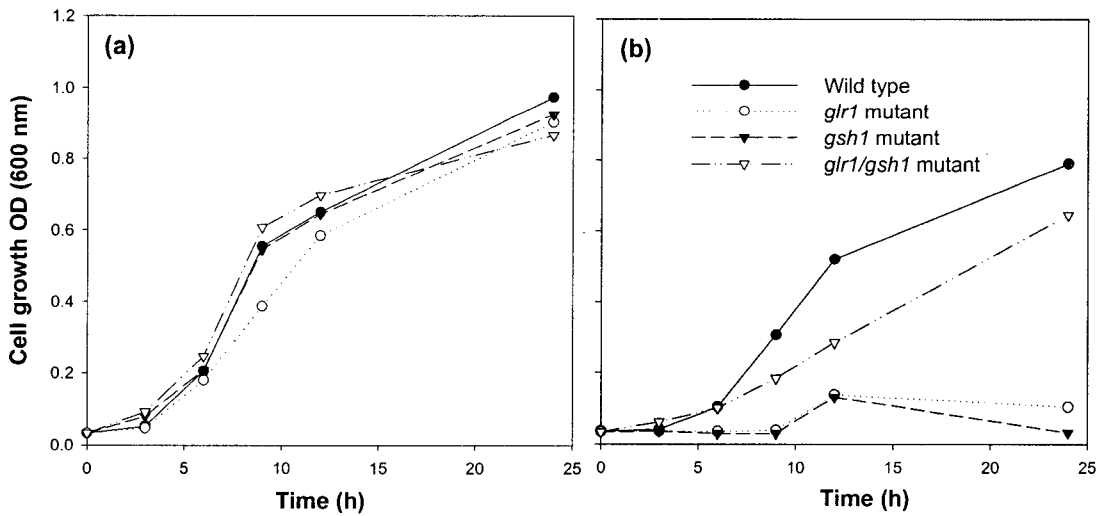 (a)
1.2
1.0
0.8
0.6
0.4
0.2
0.0
Cell growth OD (600 nm)
0 5 10 15 20 25
Time (h)
(b)
Wild type
glr1 mutant
gsh1 mutant
glr1/gsh1 mutant
0 5 10 15 20 25
Time (h)